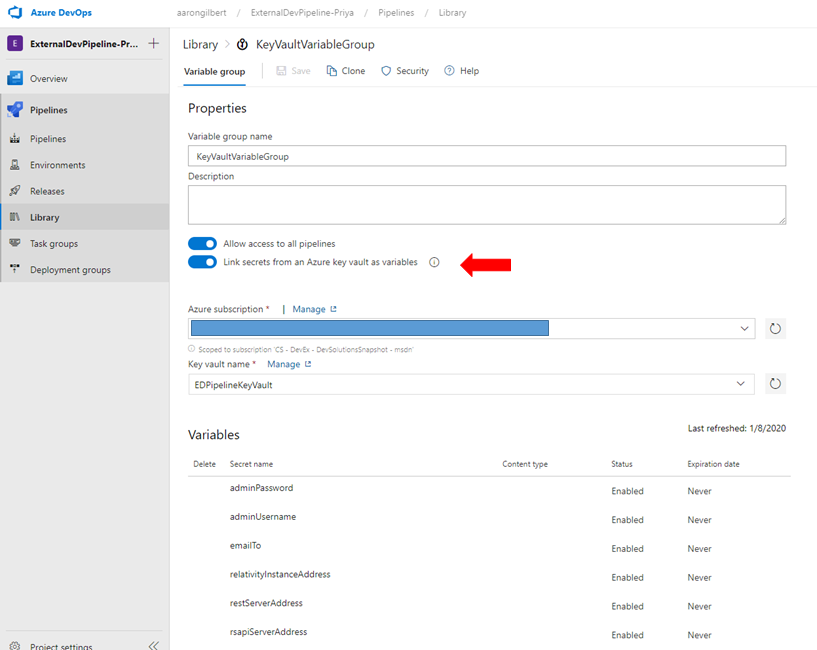 Azure DevOps
aarongilbert / ExternalDevPipeline-Priya / Pipelines / Library
E ExternalDevPipeline-Pr... +
Overview
Pipelines
Pipelines
Environments
Releases
Library
Task groups
Deployment groups
Project settings
Library > KeyVaultVariableGroup
Variable group | Save Clone Security Help
Properties
Variable group name
KeyVaultVariableGroup
Description
Allow access to all pipelines
Link secrets from an Azure key vault as variables
Azure subscription * | Manage
Scoped to subscription 'CS - DevEx - DevSolutionsSnapshot - msdn'
Key vault name * Manage
EDPipelineKeyVault
Variables
Last refreshed: 1/8/2020
Delete Secret name Content type Status Expiration date
adminPassword Enabled Never
adminUsername Enabled Never
emailTo Enabled Never
relativityInstanceAddress Enabled Never
restServerAddress Enabled Never
rsapiServerAddress Enabled Never